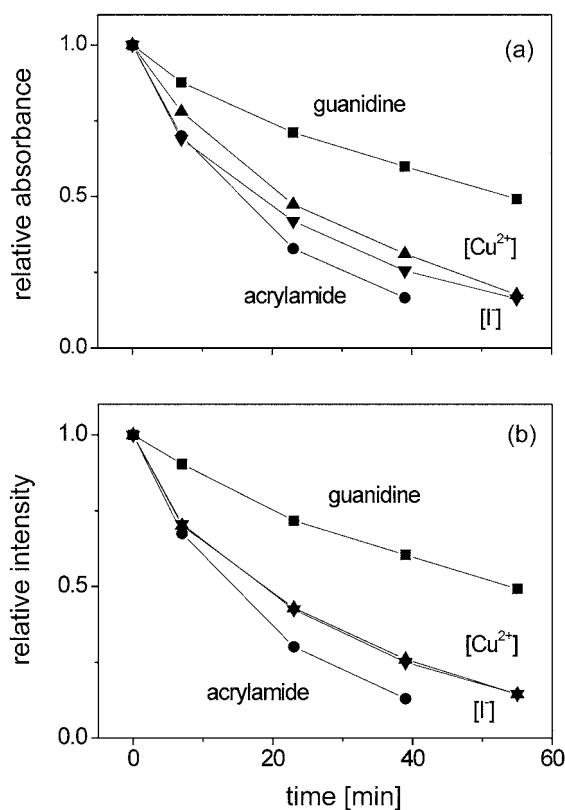 (a)
1.0
guanidine
relative absorbance
0.5
[Cu²⁺]
acrylamide
[I⁻]
0.0
(b)
1.0
guanidine
relative intensity
0.5
[Cu²⁺]
acrylamide
[I⁻]
0.0
0 20 40 60
time [min]